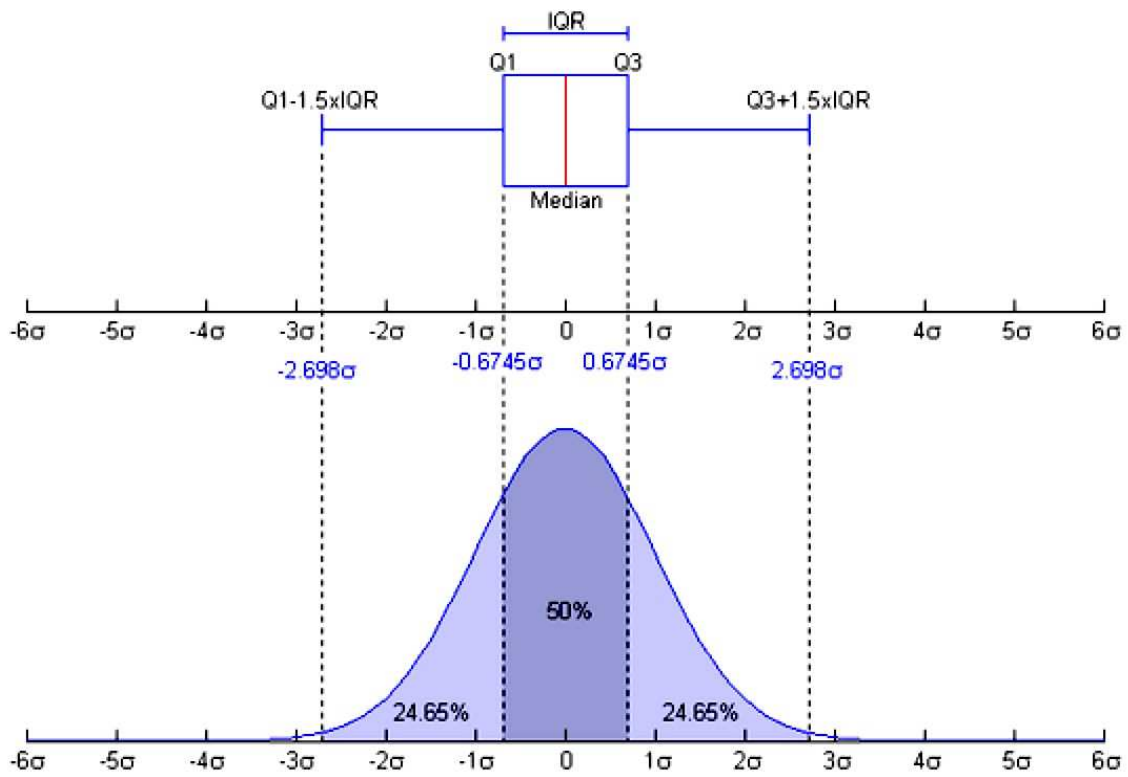 IQR
Q1 Q3
Q1-1.5xIQR Q3+1.5xIQR
Median
-6σ -5σ -4σ -3σ -2σ -1σ 0 1σ 2σ 3σ 4σ 5σ 6σ
-2.698σ -0.6745σ 0.6745σ 2.698σ
50%
24.65% 24.65%
-6σ -5σ -4σ -3σ -2σ -1σ 0 1σ 2σ 3σ 4σ 5σ 6σ